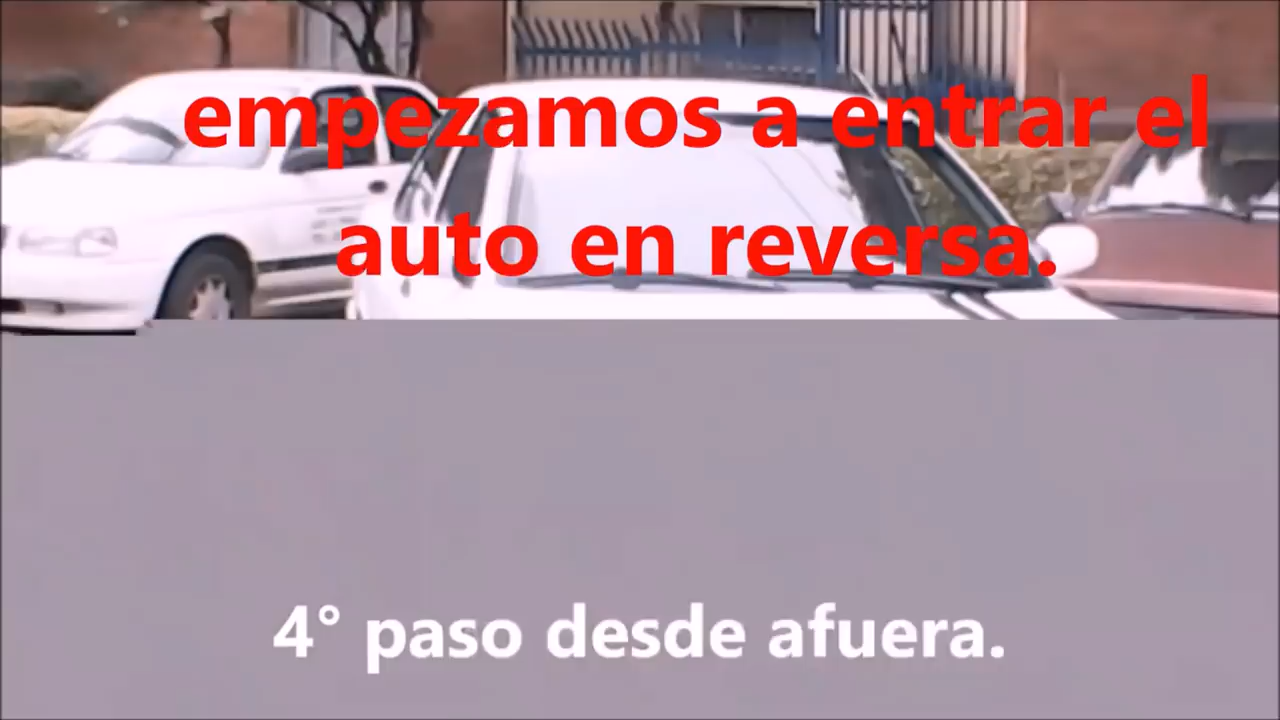 empezamos a entrar el
auto en reversa.
4° paso desde afuera.